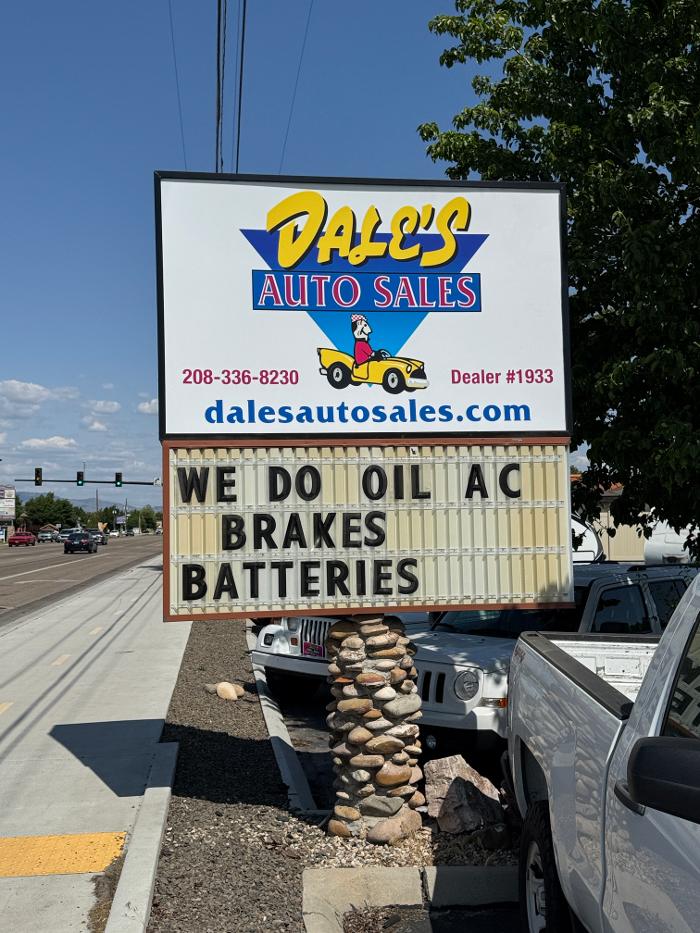 DALE'S
AUTO SALES
208-336-8230 Dealer #1933
dalesautosales.com
WE DO OIL AC
BRAKES
BATTERIES